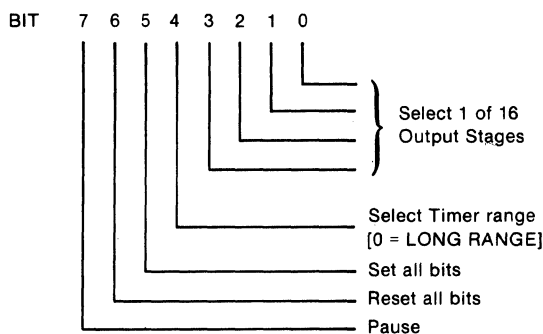 BIT 7 6 5 4 3 2 1 0
Select 1 of 16
Output Stages
Select Timer range
[0 = LONG RANGE]
Set all bits
Reset all bits
Pause